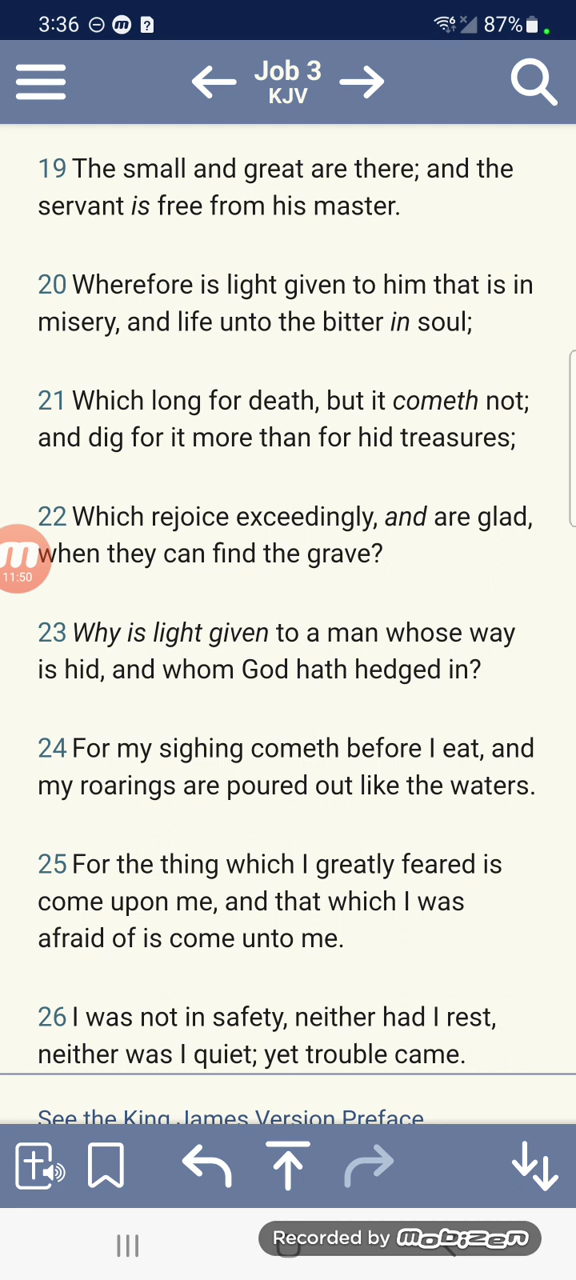 3:36 87%
Job 3
KJV
19 The small and great are there; and the
servant is free from his master.
20 Wherefore is light given to him that is in
misery, and life unto the bitter in soul;
21 Which long for death, but it cometh not;
and dig for it more than for hid treasures;
22 Which rejoice exceedingly, and are glad,
when they can find the grave?
11:50
23 Why is light given to a man whose way
is hid, and whom God hath hedged in?
24 For my sighing cometh before I eat, and
my roarings are poured out like the waters.
25 For the thing which I greatly feared is
come upon me, and that which I was
afraid of is come unto me.
26 I was not in safety, neither had I rest,
neither was I quiet; yet trouble came.
See the King James Version Preface
Recorded by mobizen